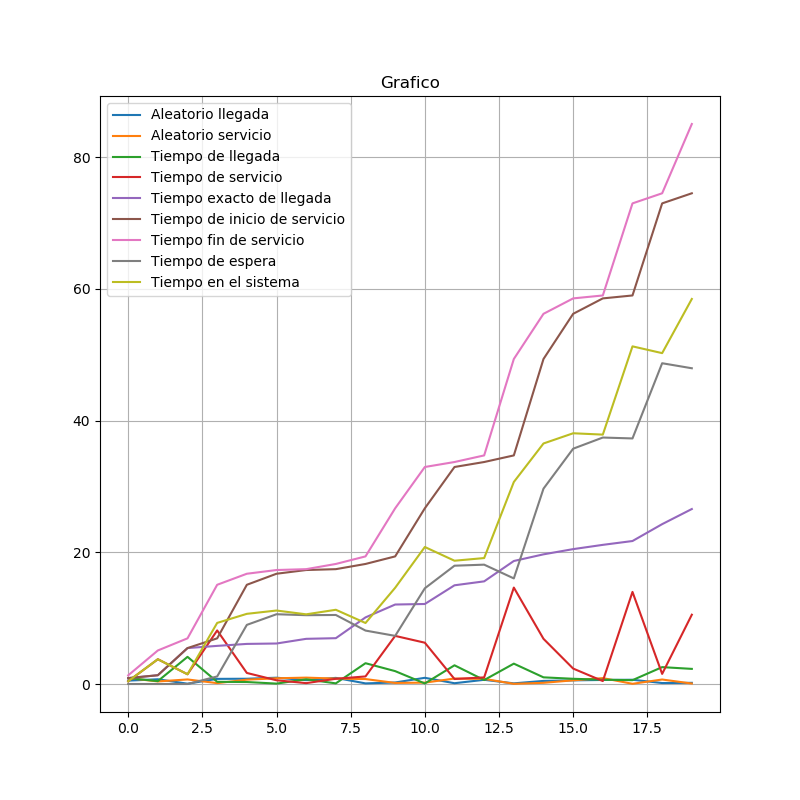 Grafico
Aleatorio llegada
Aleatorio servicio
Tiempo de llegada
Tiempo de servicio
Tiempo exacto de llegada
Tiempo de inicio de servicio
Tiempo fin de servicio
Tiempo de espera
Tiempo en el sistema
80
60
40
20
0
0.0 2.5 5.0 7.5 10.0 12.5 15.0 17.5